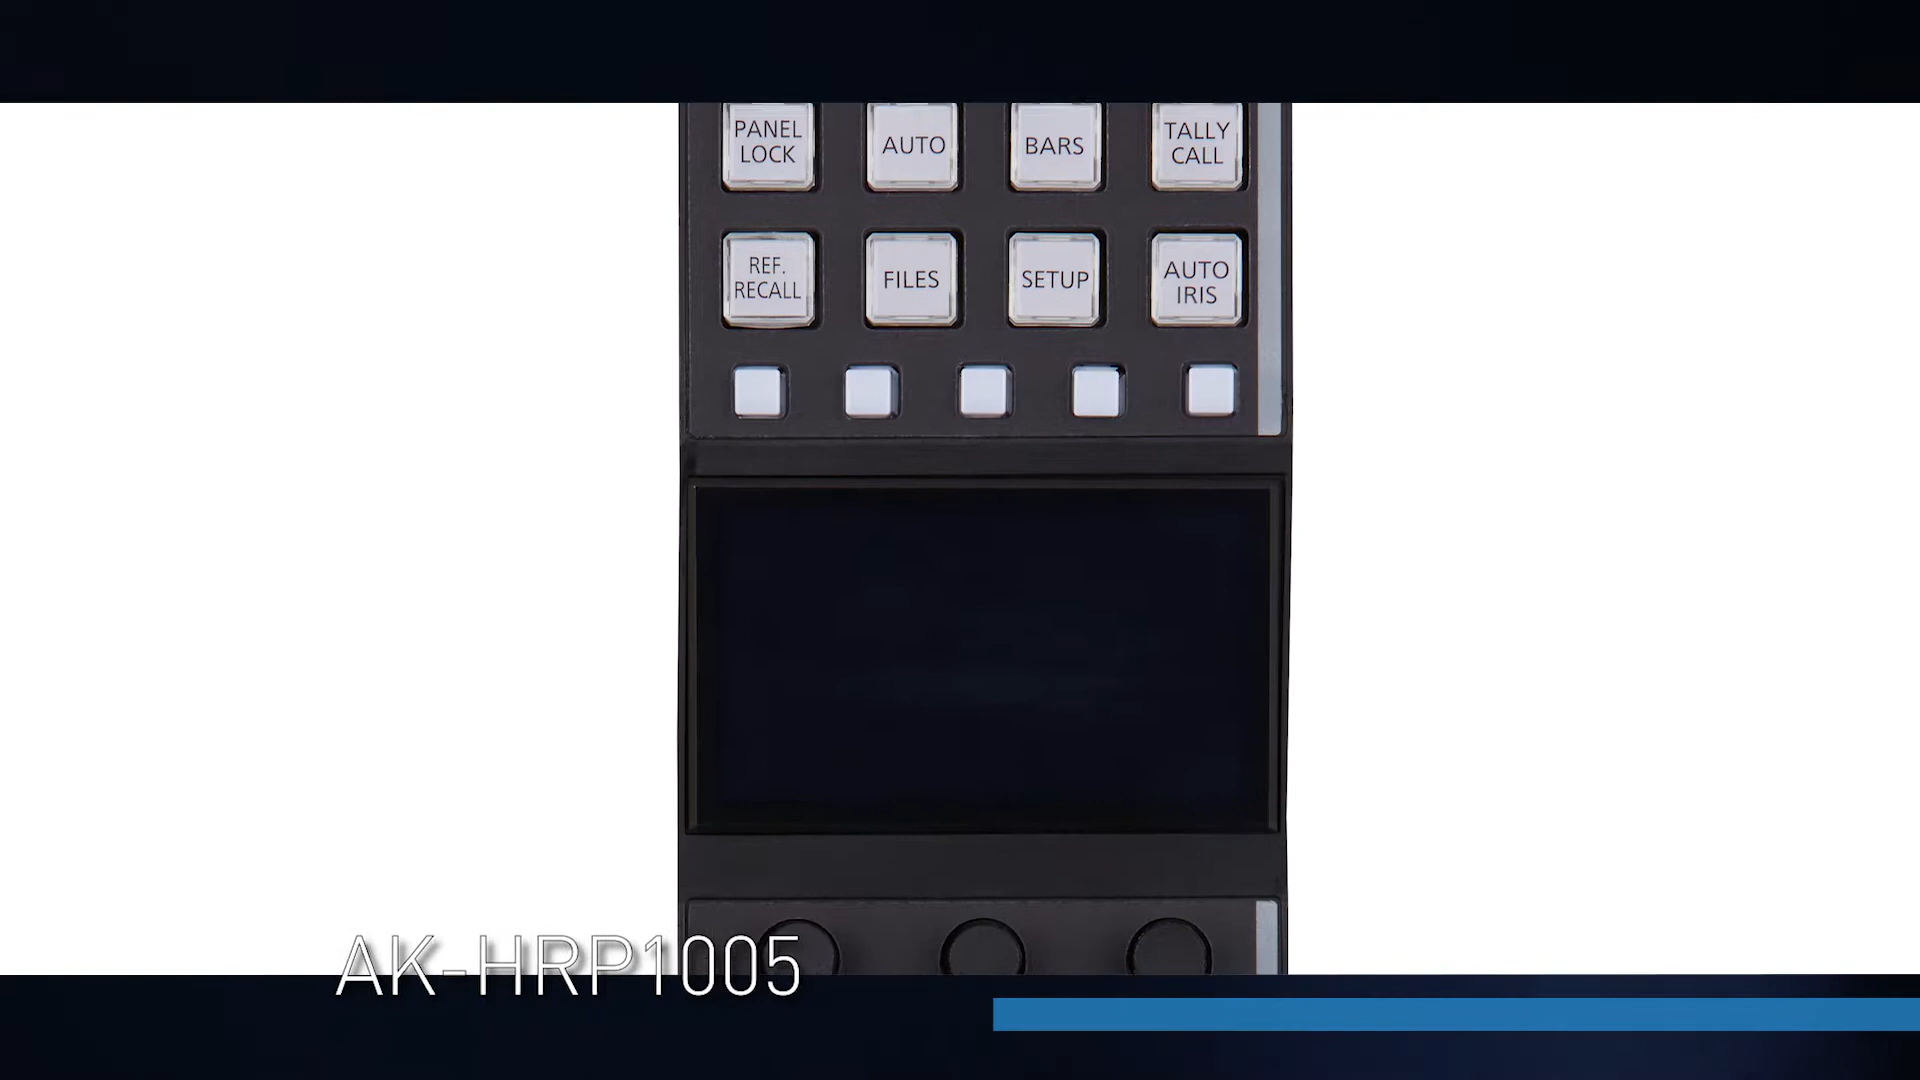 PANEL
LOCK
AUTO
BARS
TALLY
CALL
REF.
RECALL
FILES
SETUP
AUTO
IRIS
AK-HRP1005